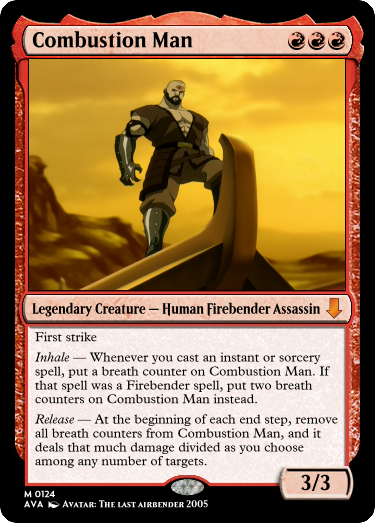 Combustion Man
Legendary Creature — Human Firebender Assassin
First strike
Inhale — Whenever you cast an instant or sorcery
spell, put a breath counter on Combustion Man. If
that spell was a Firebender spell, put two breath
counters on Combustion Man instead.
Release — At the beginning of each end step, remove
all breath counters from Combustion Man, and it
deals that much damage divided as you choose
among any number of targets.
3/3
M 0124
AVA Avatar: The last airbender 2005